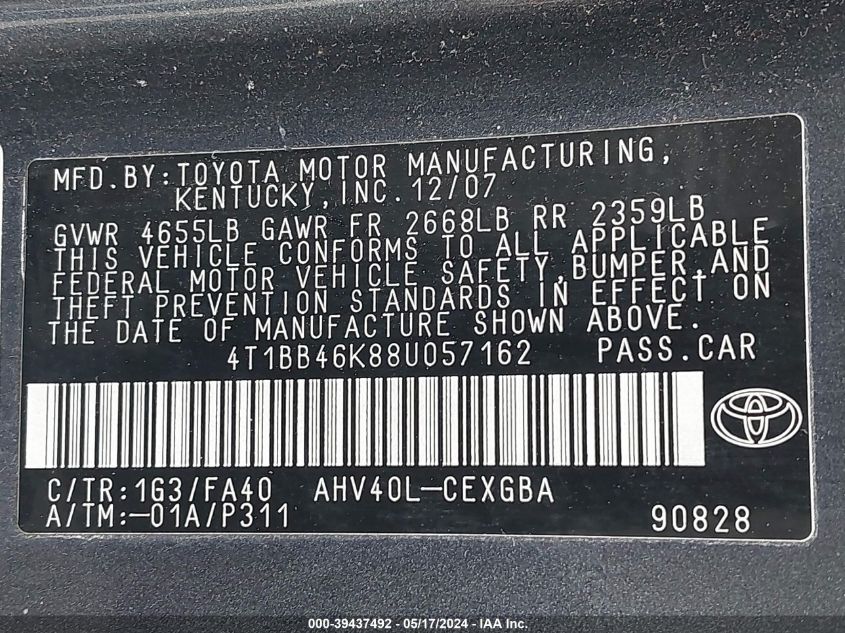 MFD.BY:TOYOTA MOTOR MANUFACTURING,
KENTUCKY,INC.12/07
GVWR 4655LB GAWR FR 2668LB RR 2359LB
THIS VEHICLE CONFORMS TO ALL APPLICABLE
FEDERAL MOTOR VEHICLE SAFETY,BUMPER,AND
THEFT PREVENTION STANDARDS IN EFFECT ON
THE DATE OF MANUFACTURE SHOWN ABOVE.
4T1BB46K88U057162 PASS.CAR
C/TR:1G3/FA40 AHV40L-CEXGBA
A/TM:-01A/P311 90828
000-39437492 - 05/17/2024 - IAA Inc.